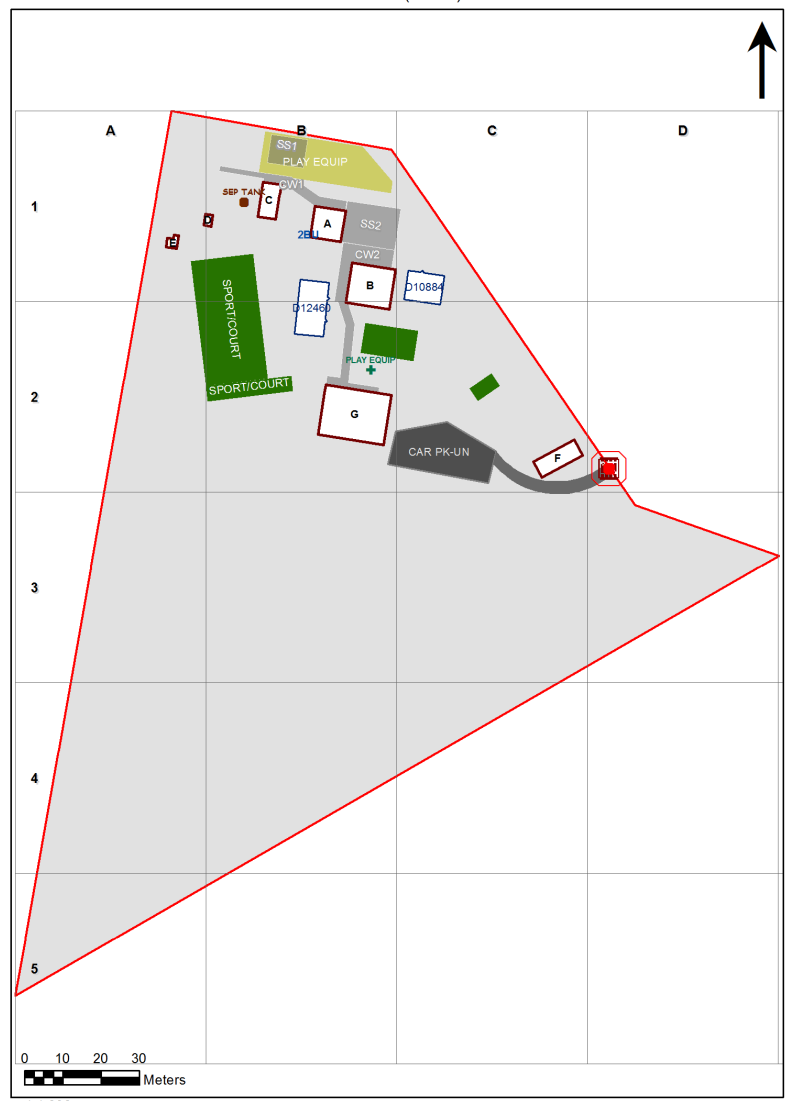 A B C D
SS1
PLAY EQUIP
CW1
SEP TANK
C
1
D
A
SS2
2BU
E
CW2
B
D10884
D12460
SPORT/COURT
PLAY EQUIP
SPORT/COURT
2
G
CAR PK-UN
F
3
4
5
0 10 20 30
Meters